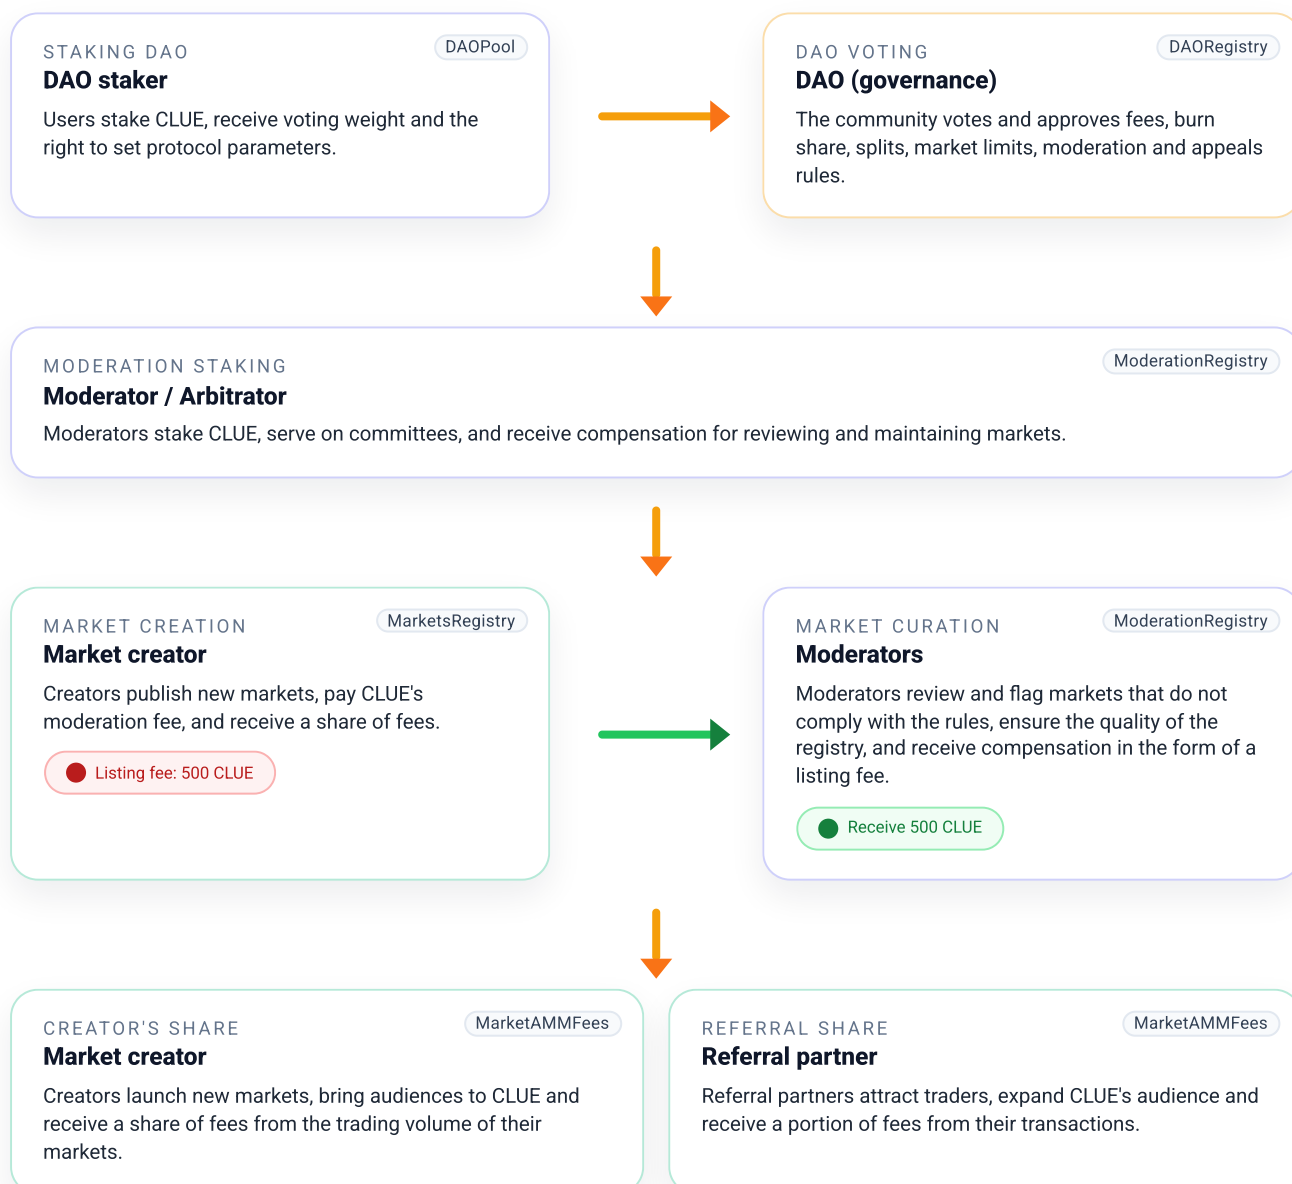 STAKING DAO
DAOPool
DAO staker
Users stake CLUE, receive voting weight and the
right to set protocol parameters.
DAO VOTING
DAORegistry
DAO (governance)
The community votes and approves fees, burn
share, splits, market limits, moderation and appeals
rules.
MODERATION STAKING
ModerationRegistry
Moderator / Arbitrator
Moderators stake CLUE, serve on committees, and receive compensation for reviewing and maintaining markets.
MARKET CREATION
MarketsRegistry
Market creator
Creators publish new markets, pay CLUE's
moderation fee, and receive a share of fees.
Listing fee: 500 CLUE
MARKET CURATION
ModerationRegistry
Moderators
Moderators review and flag markets that do not
comply with the rules, ensure the quality of the
registry, and receive compensation in the form of a
listing fee.
Receive 500 CLUE
CREATOR'S SHARE
MarketAMMFees
Market creator
Creators launch new markets, bring audiences to CLUE and
receive a share of fees from the trading volume of their
markets.
REFERRAL SHARE
MarketAMMFees
Referral partner
Referral partners attract traders, expand CLUE's audience and
receive a portion of fees from their transactions.